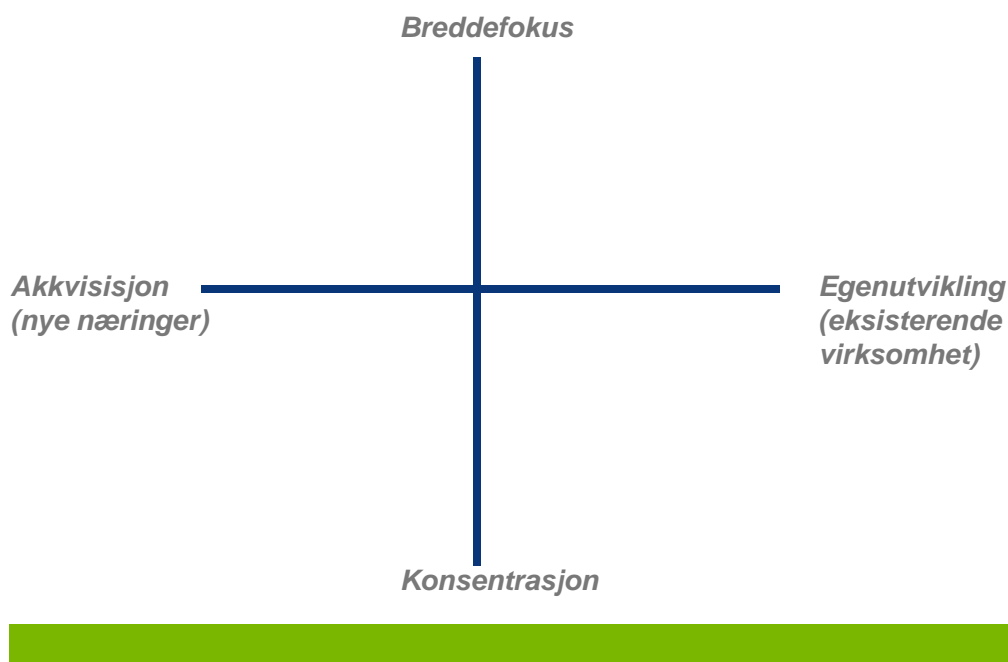 Breddefokus
Akkvisisjon
(nye næringer)
Egenutvikling
(eksisterende
virksomhet)
Konsentrasjon